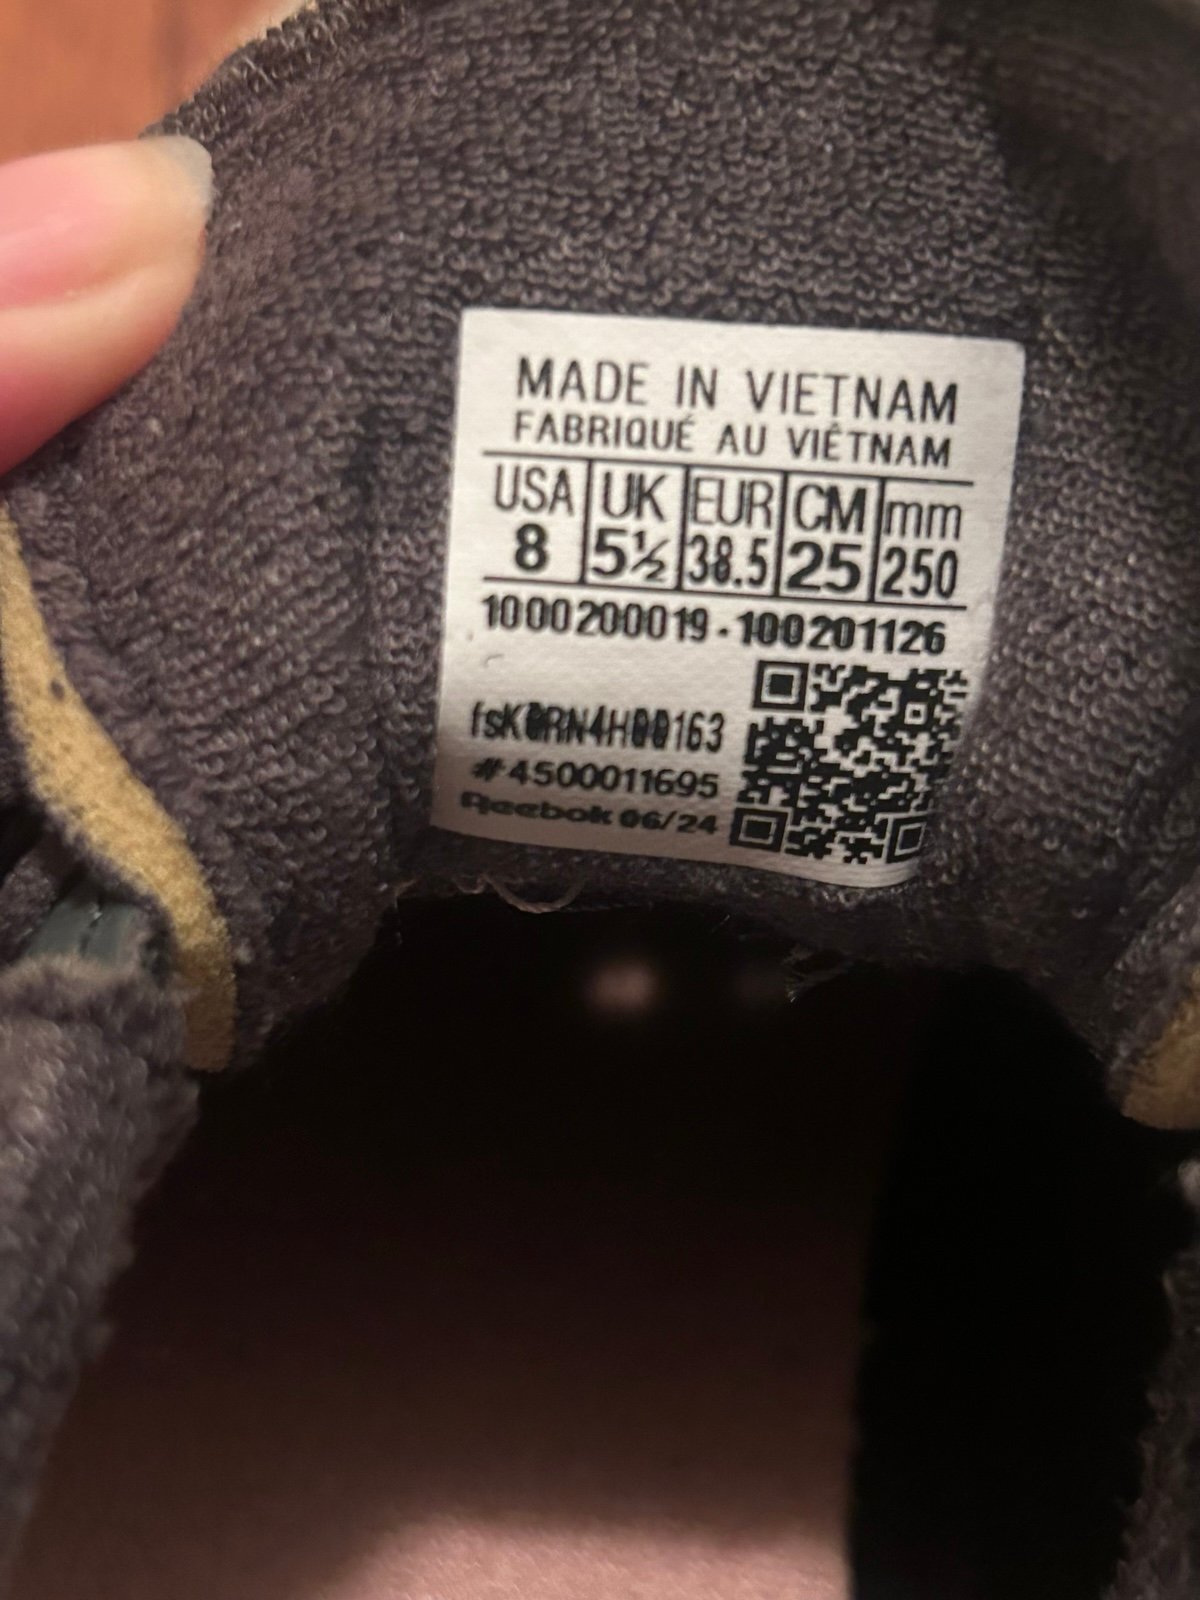 MADE IN VIETNAM
FABRIQUÉ AU VIÊTNAM
USA UK EUR CM mm
8 5½ 38.5 25 250
1000200019 - 100201126
#4500011695
Reebok 06/24